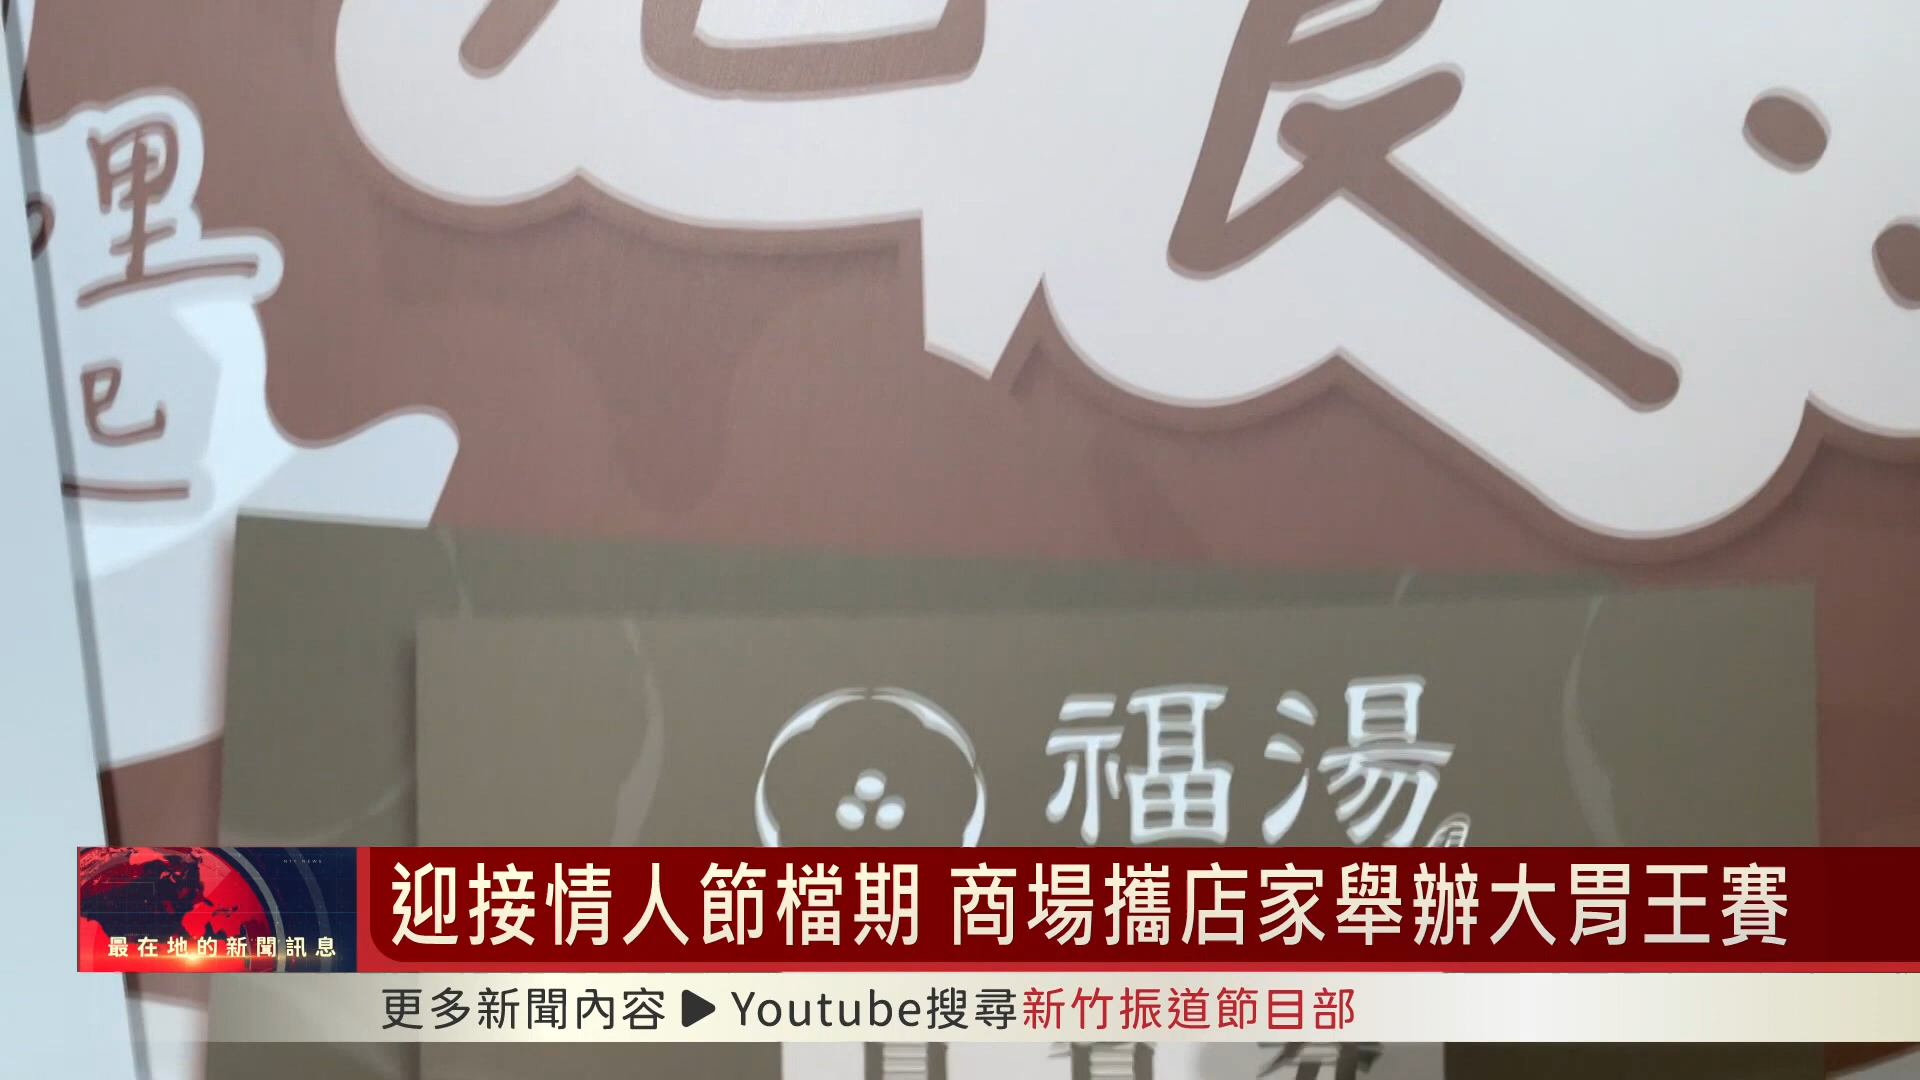 里
巴
福湯
迎接情人節檔期 商場攜店家舉辦大胃王賽
最在地的新聞訊息
更多新聞內容▶Youtube搜尋新竹振道節目部